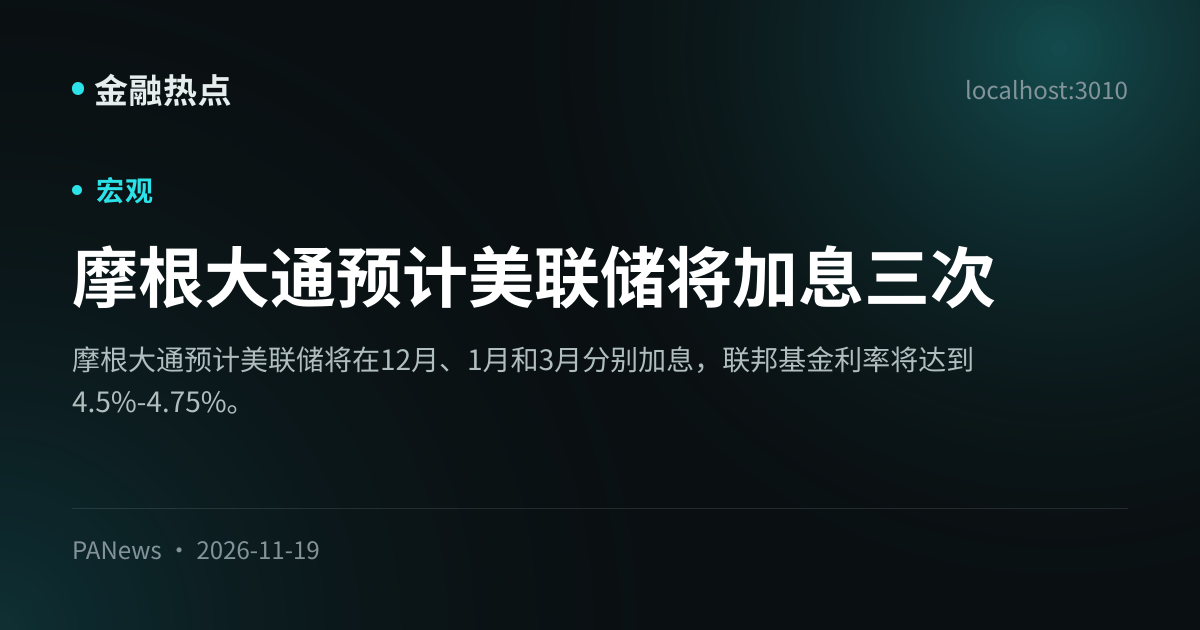 金融热点
localhost:3010
宏观
摩根大通预计美联储将加息三次
摩根大通预计美联储将在12月、1月和3月分别加息，联邦基金利率将达到
4.5%-4.75%。
PANews • 2026-11-19